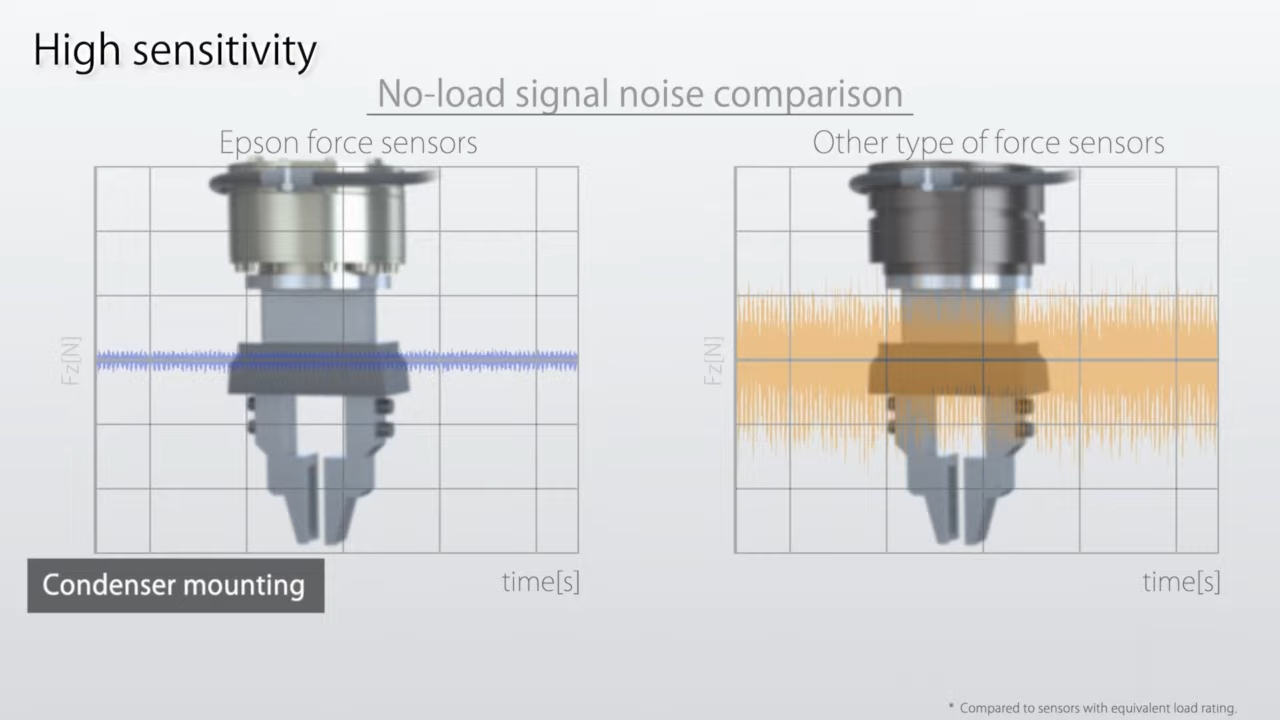 High sensitivity
No-load signal noise comparison
Epson force sensors
Other type of force sensors
Fz[N]
Fz[N]
time[s]
time[s]
Condenser mounting
* Compared to sensors with equivalent load rating.